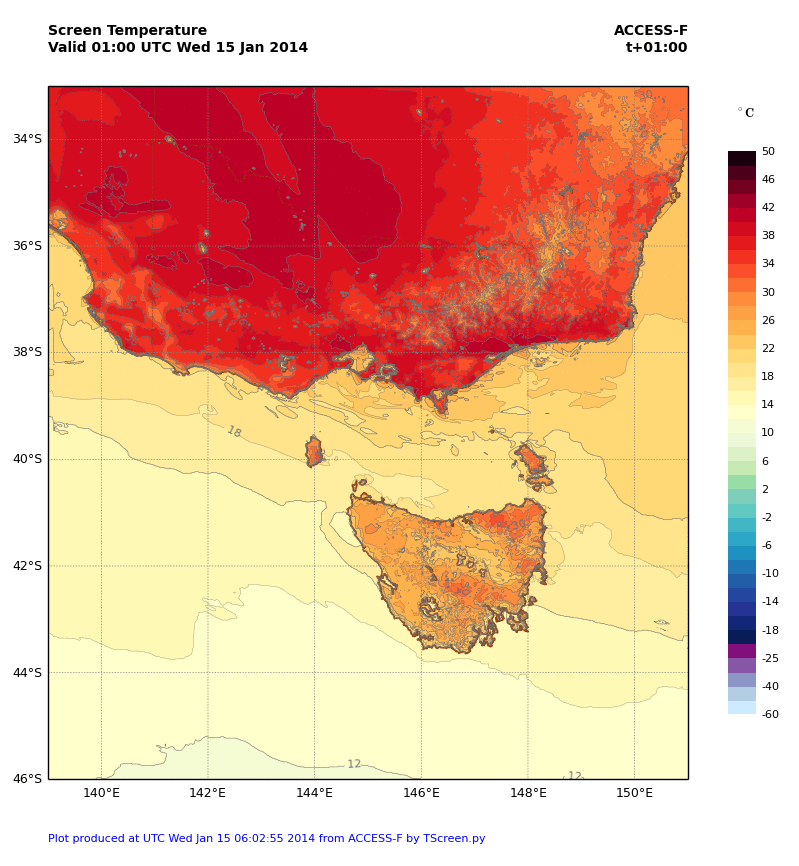 Screen Temperature
ACCESS-F
Valid 01:00 UTC Wed 15 Jan 2014
t+01:00
°C
34°S
36°S
38°S
40°S
42°S
44°S
46°S
18
12
12
140°E 142°E 144°E 146°E 148°E 150°E
50
46
42
38
34
30
26
22
18
14
10
6
2
-2
-6
-10
-14
-18
-25
-40
-60
Plot produced at UTC Wed Jan 15 06:02:55 2014 from ACCESS-F by TScreen.py